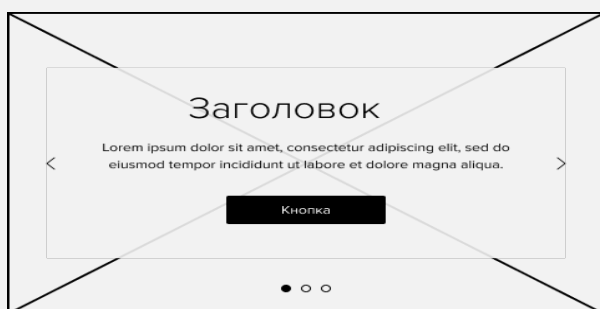 Заголовок
Lorem ipsum dolor sit amet, consectetur adipiscing elit, sed do
eiusmod tempor incididunt ut labore et dolore magna aliqua.
Кнопка